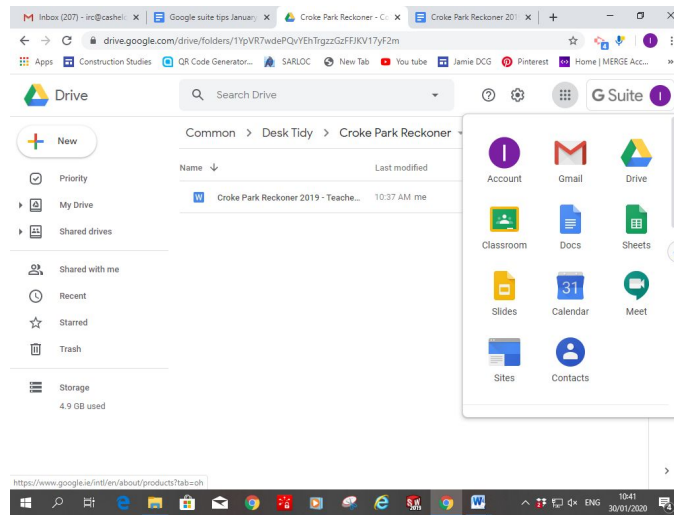 Inbox (207) - irc@cashelc
Google suite tips January
Croke Park Reckoner - Co
Croke Park Reckoner 201
drive.google.com/drive/folders/1YpVR7wdePQvYEhTrgzzGzFFJKV17yF2m
Apps
Construction Studies
QR Code Generator...
SARLOC
New Tab
You tube
Jamie DCG
Pinterest
Home | MERGE Acc...
Drive
Search Drive
G Suite
I
New
Common > Desk Tidy > Croke Park Reckoner
Name
Last modified
Croke Park Reckoner 2019 - Teache...
10:37 AM me
Priority
My Drive
Shared drives
Shared with me
Recent
Starred
Trash
Storage
4.9 GB used
I
Account
Gmail
Drive
Classroom
Docs
Sheets
Slides
31
Calendar
Meet
Sites
Contacts
https://www.google.ie/intl/en/about/products?tab=oh
ENG
10:41
30/01/2020